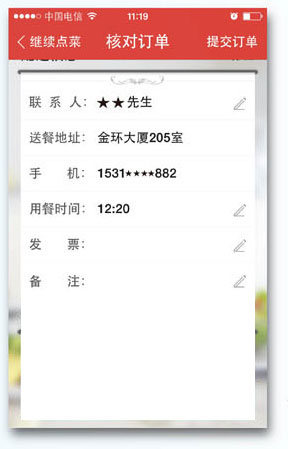 中国电信 11:19
继续点菜 核对订单 提交订单
联 系 人: ★★先生
送餐地址: 金环大厦205室
手 机: 1531★★★★882
用餐时间: 12:20
发 票:
备 注: